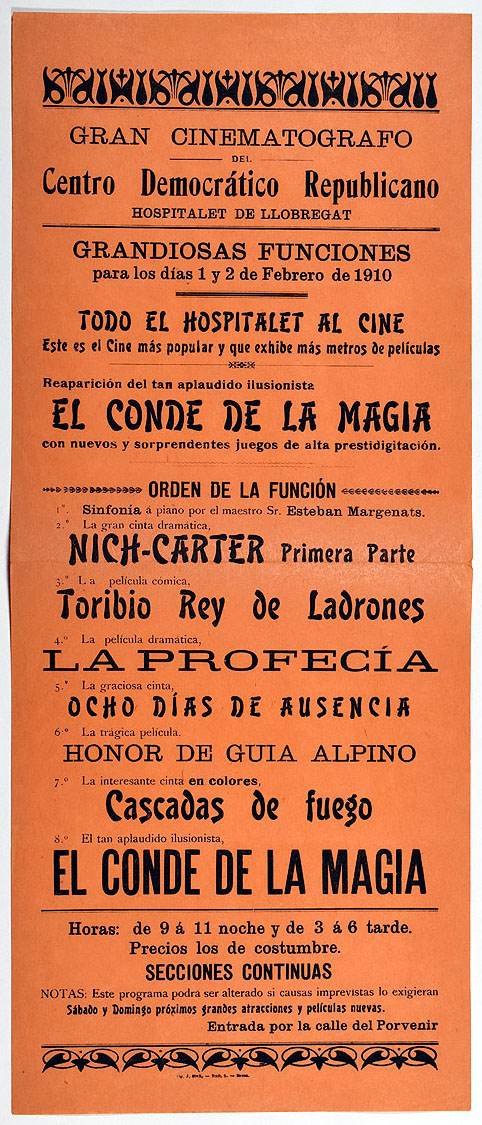 GRAN CINEMATOGRAFO
DEL
Centro Democrático Republicano
HOSPITALET DE LLOBREGAT
GRANDIOSAS FUNCIONES
para los días 1 y 2 de Febrero de 1910
TODO EL HOSPITALET AL CINE
Este es el Cine más popular y que exhibe más metros de películas
Reaparición del tan aplaudido ilusionista
EL CONDE DE LA MAGIA
con nuevos y sorprendentes juegos de alta prestidigitación.
ORDEN DE LA FUNCIÓN
1º. Sinfonía á piano por el maestro Sr. Esteban Margenats.
2.º La gran cinta dramática,
NICH-CARTER Primera Parte
3.º La película cómica,
Toribio Rey de Ladrones
4.º La película dramática,
LA PROFECÍA
5.º La graciosa cinta,
OCHO DÍAS DE AUSENCIA
6.º La trágica película.
HONOR DE GUIA ALPINO
7.º La interesante cinta en colores,
Cascadas de fuego
8.º El tan aplaudido ilusionista,
EL CONDE DE LA MAGIA
Horas: de 9 á 11 noche y de 3 á 6 tarde.
Precios los de costumbre.
SECCIONES CONTINUAS
NOTAS: Este programa podrá ser alterado si causas imprevistas lo exigieran
Sábado y Domingo próximos grandes atracciones y películas nuevas.
Entrada por la calle del Porvenir